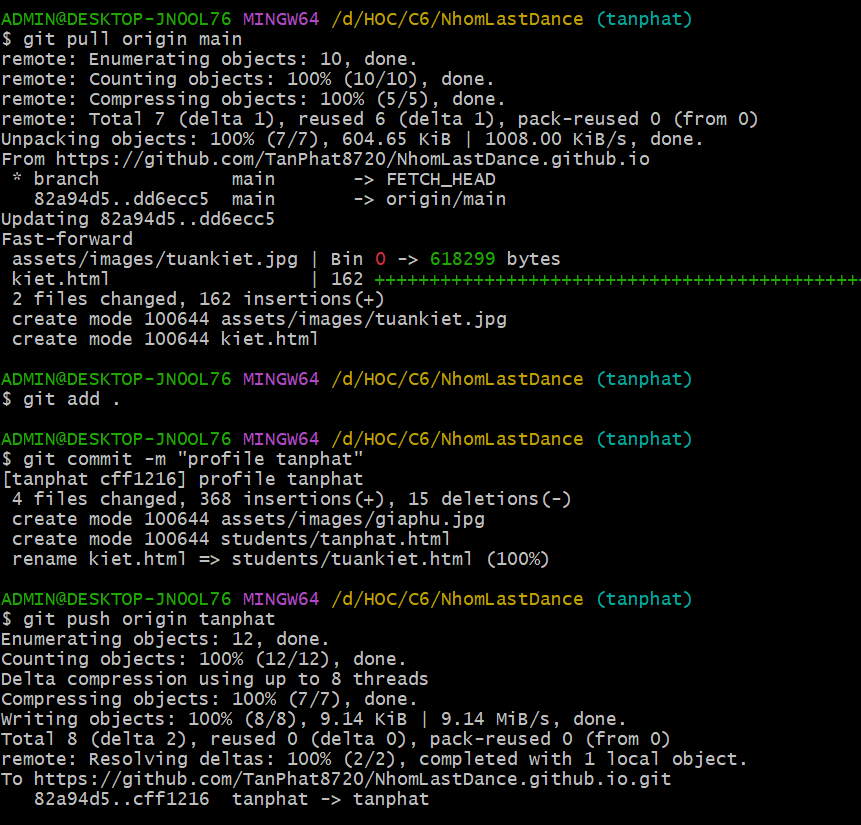 ADMIN@DESKTOP-JNOOL76 MINGW64 /d/HOC/C6/NhomLastDance (tanphat)
$ git pull origin main
remote: Enumerating objects: 10, done.
remote: Counting objects: 100% (10/10), done.
remote: Compressing objects: 100% (5/5), done.
remote: Total 7 (delta 1), reused 6 (delta 1), pack-reused 0 (from 0)
Unpacking objects: 100% (7/7), 604.65 KiB | 1008.00 KiB/s, done.
From https://github.com/TanPhat8720/NhomLastDance.github.io
 * branch            main       -> FETCH_HEAD
   82a94d5..dd6ecc5  main       -> origin/main
Updating 82a94d5..dd6ecc5
Fast-forward
 assets/images/tuankiet.jpg | Bin 0 -> 618299 bytes
 kiet.html                  | 162 ++++++++++++++++++++++++++++++++++++++++++++
 2 files changed, 162 insertions(+)
 create mode 100644 assets/images/tuankiet.jpg
 create mode 100644 kiet.html
ADMIN@DESKTOP-JNOOL76 MINGW64 /d/HOC/C6/NhomLastDance (tanphat)
$ git add .
ADMIN@DESKTOP-JNOOL76 MINGW64 /d/HOC/C6/NhomLastDance (tanphat)
$ git commit -m "profile tanphat"
[tanphat cff1216] profile tanphat
 4 files changed, 368 insertions(+), 15 deletions(-)
 create mode 100644 assets/images/giaphu.jpg
 create mode 100644 students/tanphat.html
 rename kiet.html => students/tuankiet.html (100%)
ADMIN@DESKTOP-JNOOL76 MINGW64 /d/HOC/C6/NhomLastDance (tanphat)
$ git push origin tanphat
Enumerating objects: 12, done.
Counting objects: 100% (12/12), done.
Delta compression using up to 8 threads
Compressing objects: 100% (7/7), done.
Writing objects: 100% (8/8), 9.14 KiB | 9.14 MiB/s, done.
Total 8 (delta 2), reused 0 (delta 0), pack-reused 0 (from 0)
remote: Resolving deltas: 100% (2/2), completed with 1 local object.
To https://github.com/TanPhat8720/NhomLastDance.github.io.git
   82a94d5..cff1216  tanphat -> tanphat